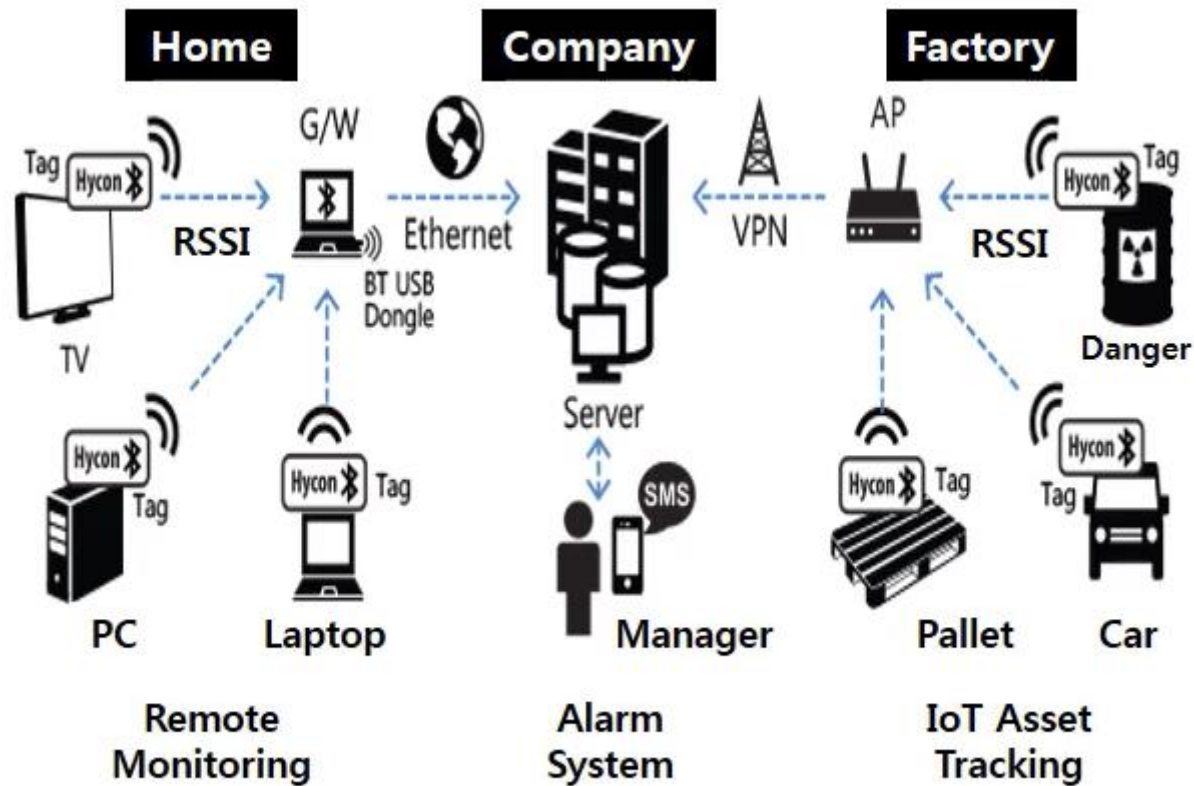 Home
Company
Factory
G/W
AP
Tag
Hycon
Tag
Hycon
RSSI
Ethernet
VPN
RSSI
BT USB
Dongle
TV
Danger
Server
Hycon
Tag
Hycon
Tag
SMS
Hycon
Tag
Hycon
Tag
PC
Laptop
Manager
Pallet
Car
Remote
Monitoring
Alarm
System
IoT Asset
Tracking